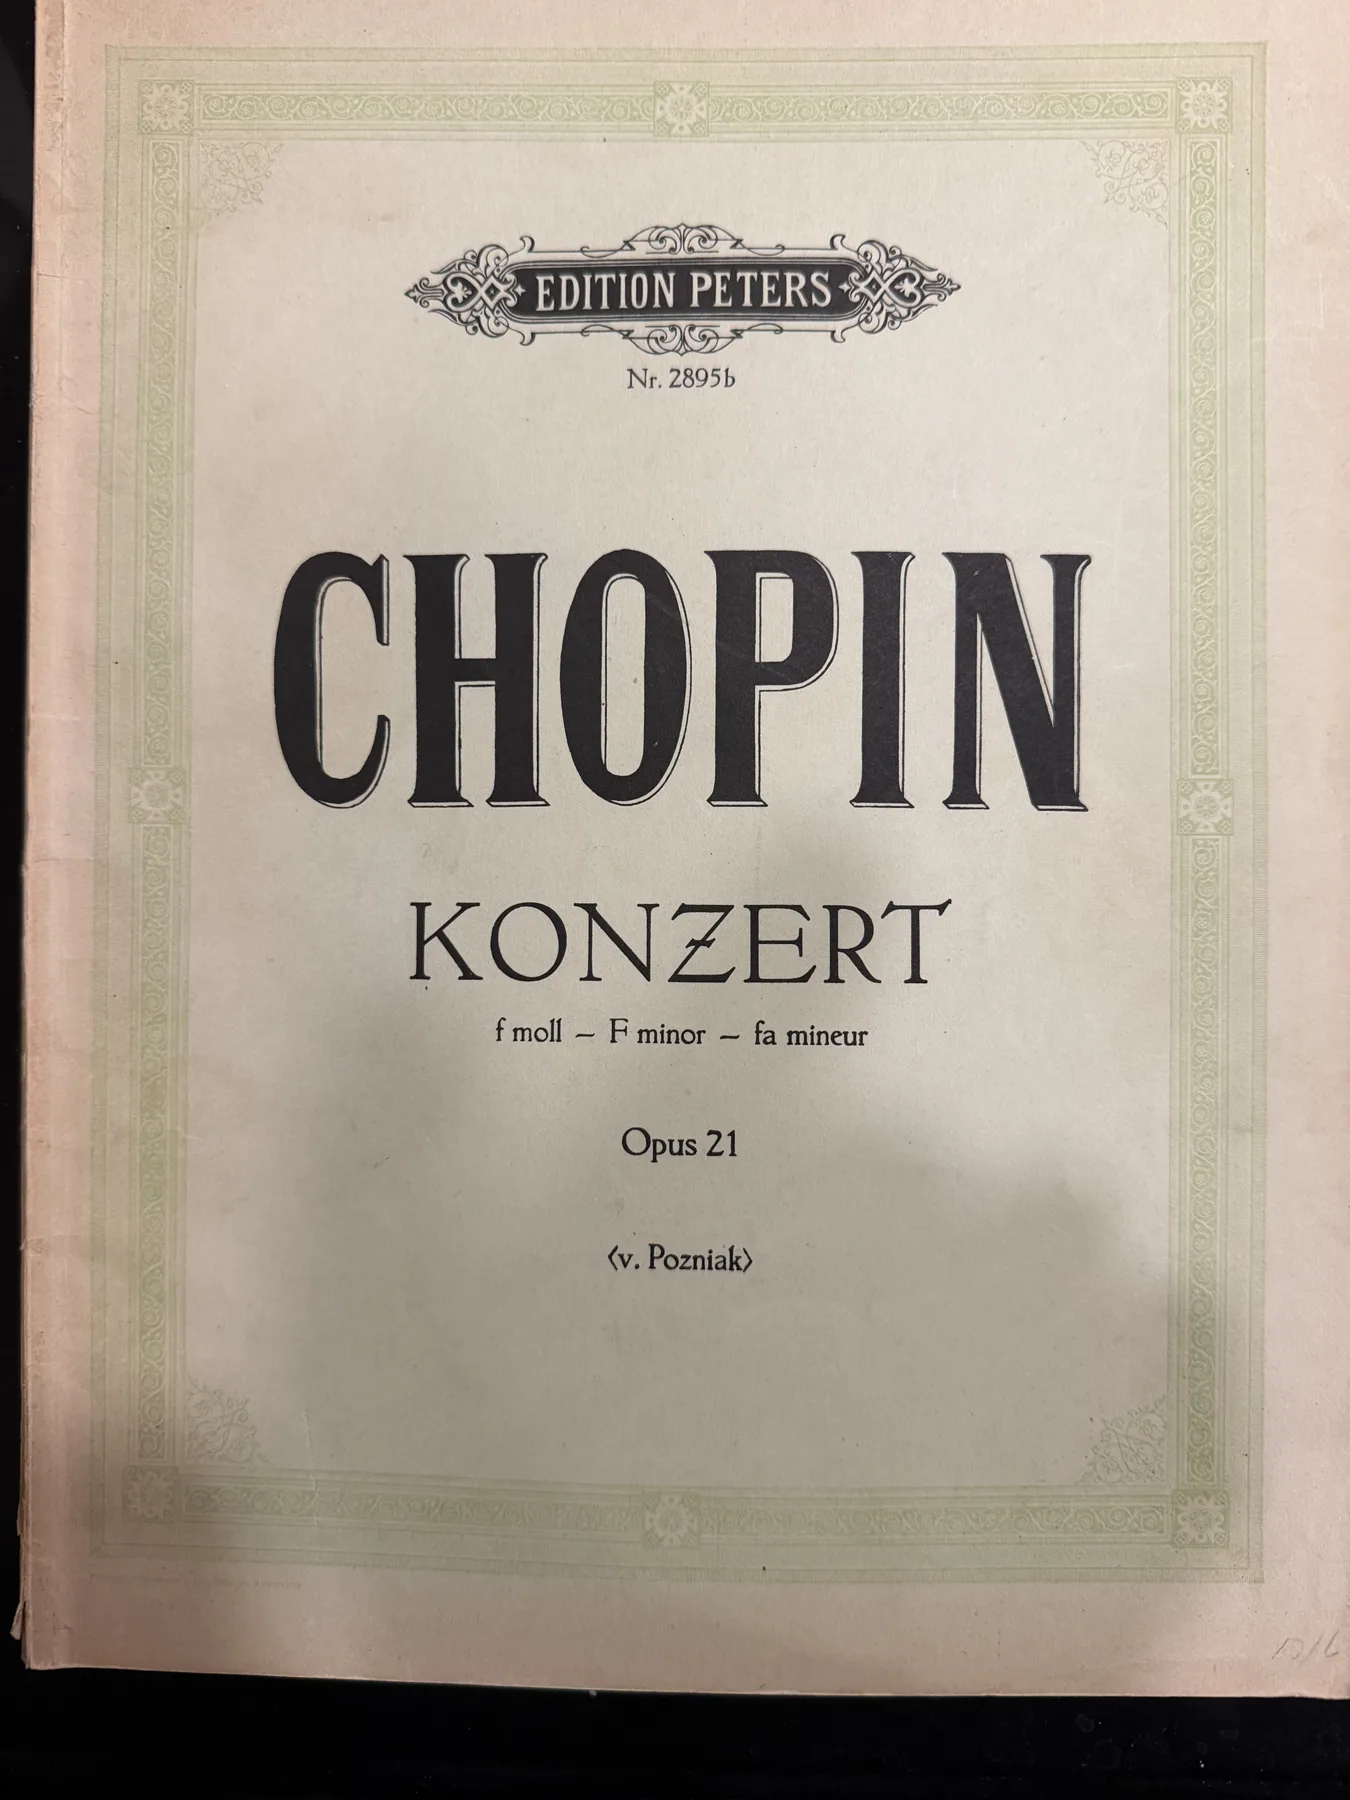 EDITION PETERS
Nr. 2895b
CHOPIN
KONZERT
f moll – F minor – fa mineur
Opus 21
⟨v. Pozniak⟩